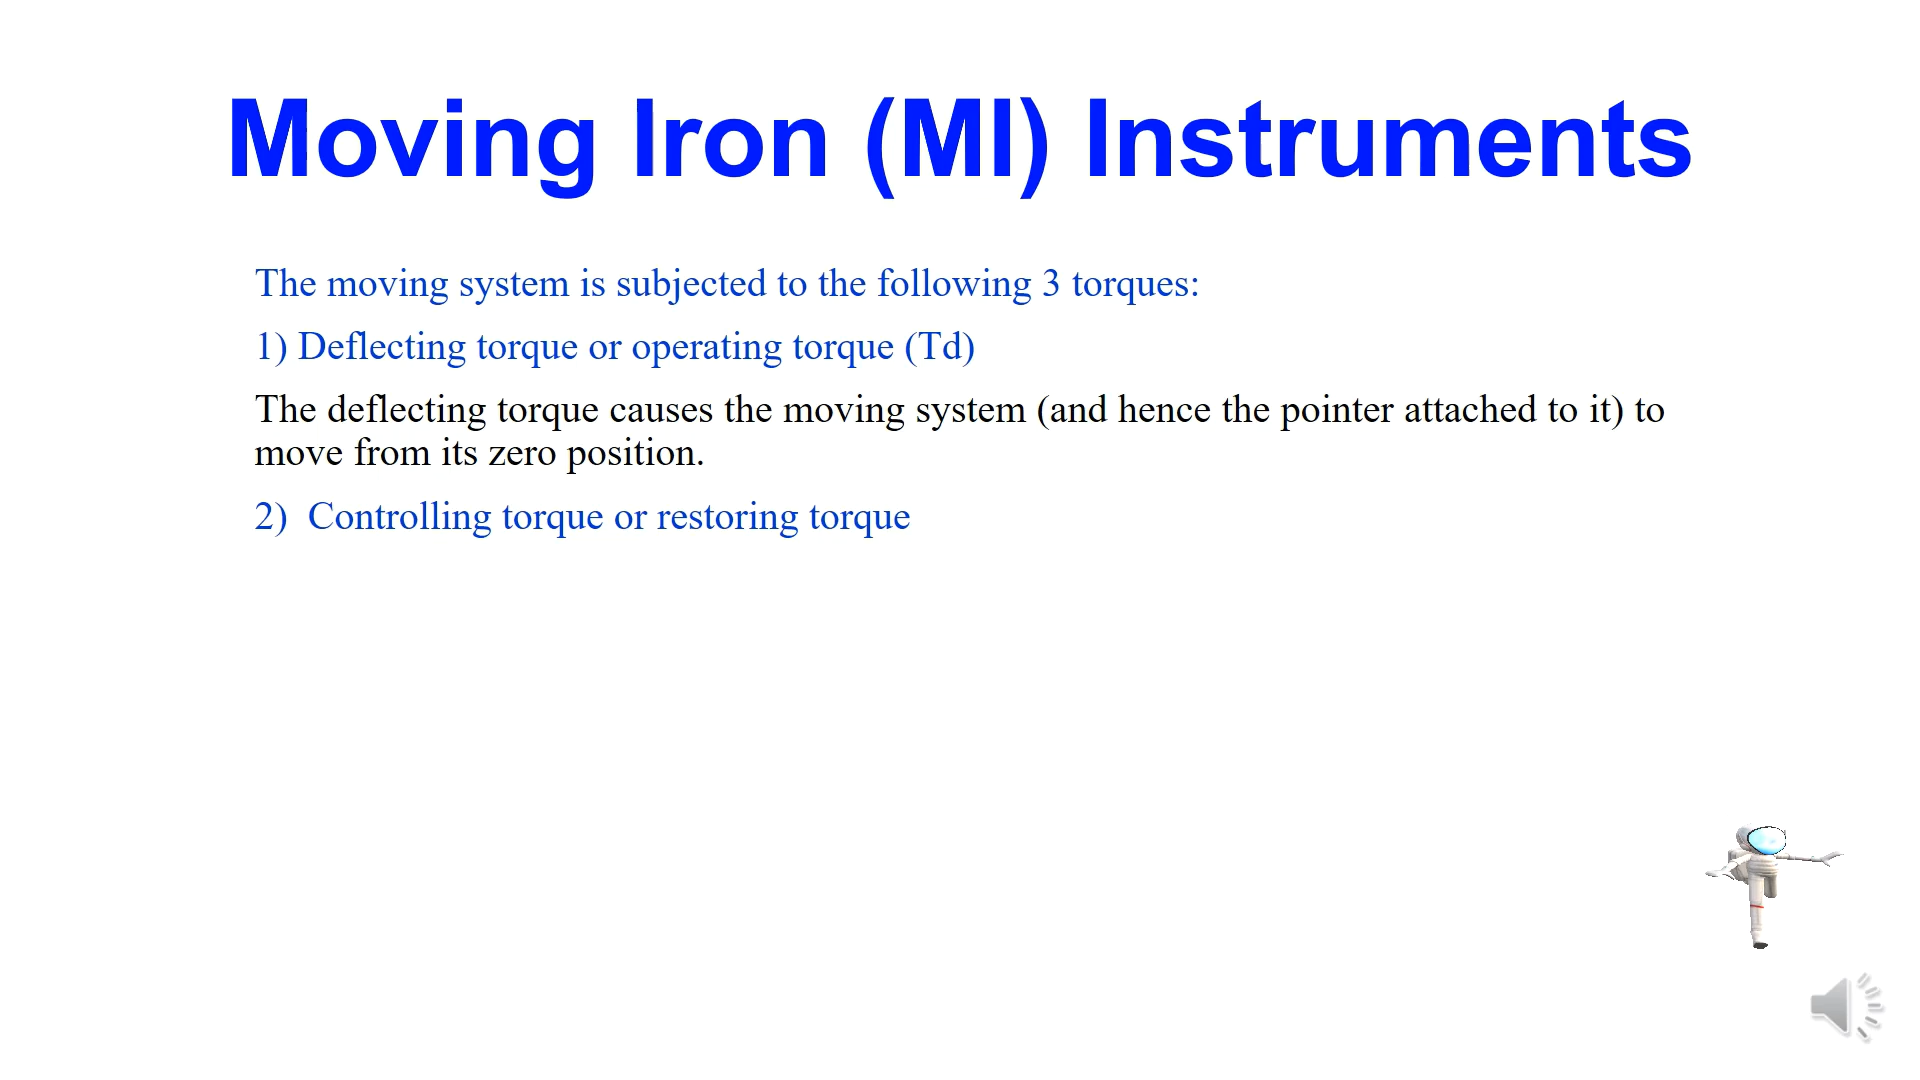 Moving Iron (MI) Instruments
The moving system is subjected to the following 3 torques:
1) Deflecting torque or operating torque (Td)
The deflecting torque causes the moving system (and hence the pointer attached to it) to
move from its zero position.
2)  Controlling torque or restoring torque